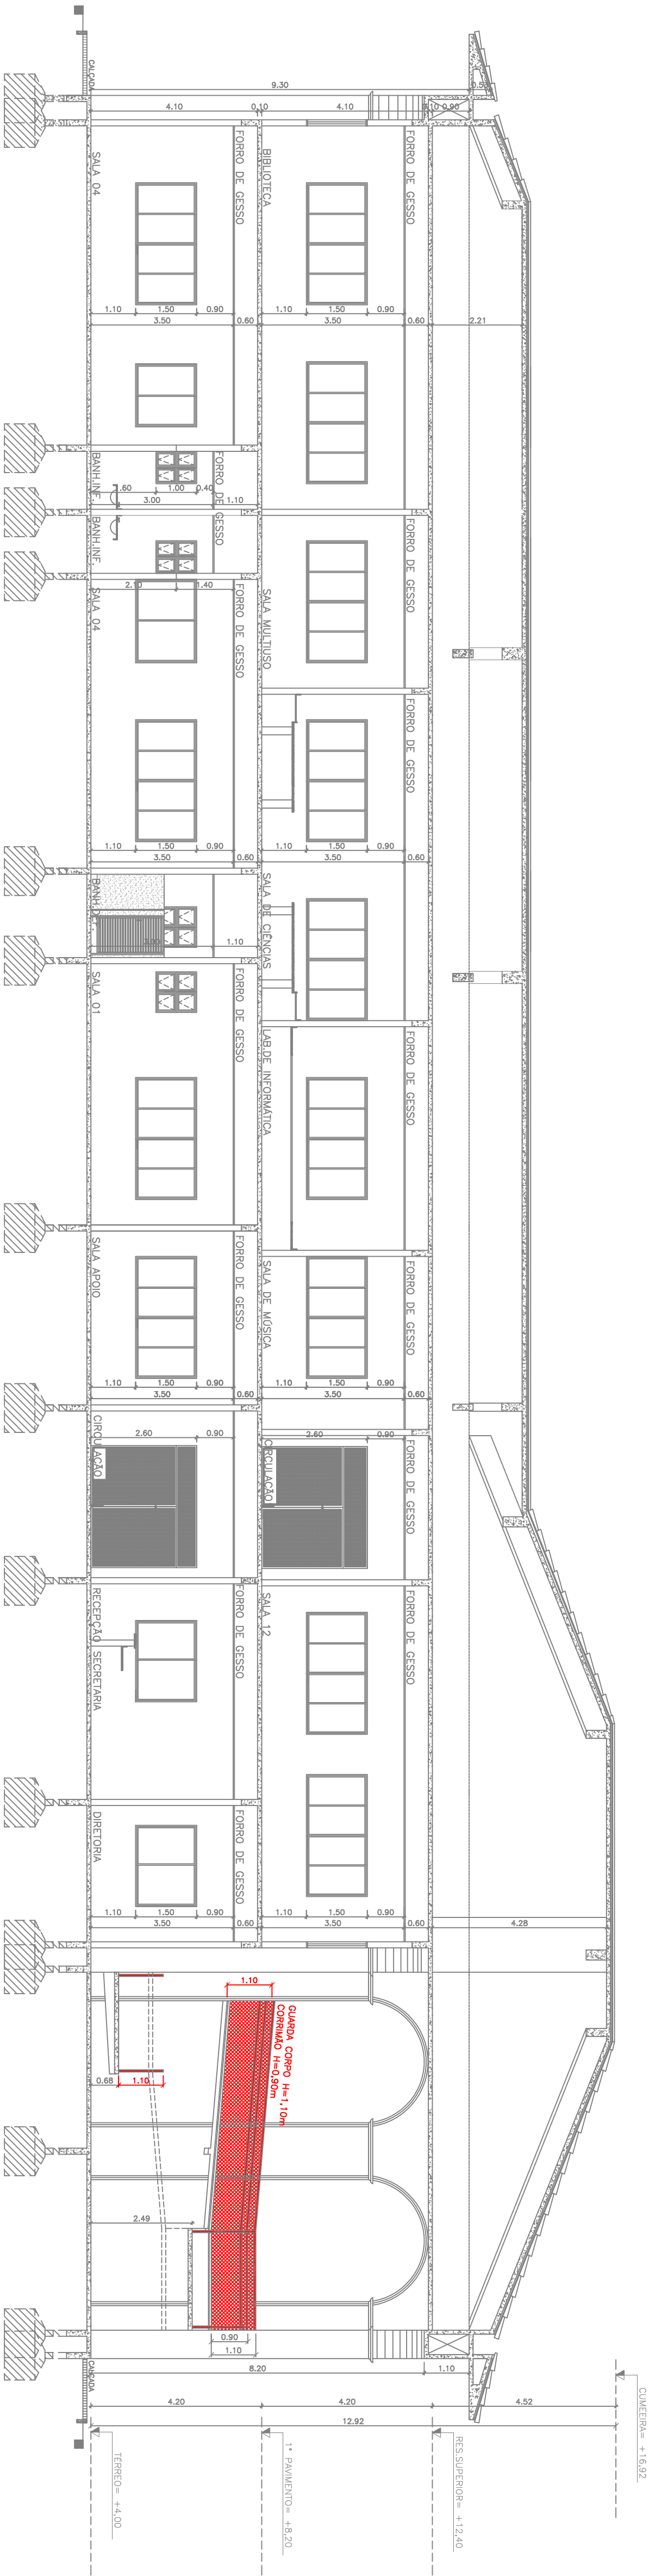 CUMEEIRA= +16,92
RES.SUPERIOR= +12,40
1° PAVIMENTO= +8,20
TÉRREO= +4,00
CALÇADA
9.30
0.53
4.10
0.10
4.10
0.10
0.90
BIBLIOTECA
FORRO DE GESSO
1.10
1.50
0.90
3.50
0.60
2.21
FORRO DE GESSO
SALA MULTIUSO
FORRO DE GESSO
1.10
1.50
0.90
3.50
0.60
SALA DE CIÊNCIAS
LAB.DE INFORMÁTICA
FORRO DE GESSO
SALA DE MÚSICA
FORRO DE GESSO
1.10
1.50
0.90
3.50
0.60
CIRCULAÇÃO
FORRO DE GESSO
2.60
0.90
SALA 12
FORRO DE GESSO
1.10
1.50
0.90
3.50
0.60
4.28
SALA 04
FORRO DE GESSO
1.10
1.50
0.90
3.50
0.60
BANH.INF.
FORRO DE GESSO
.60
1.00
0.40
3.00
1.10
BANH.INF.
SALA 04
FORRO DE GESSO
2.10
1.40
1.10
1.50
0.90
3.50
0.60
BANH.
3.00
1.10
SALA 01
FORRO DE GESSO
SALA APOIO
FORRO DE GESSO
1.10
1.50
0.90
3.50
0.60
CIRCULAÇÃO
2.60
0.90
RECEPÇÃO
SECRETARIA
FORRO DE GESSO
DIRETORIA
FORRO DE GESSO
1.10
1.50
0.90
3.50
0.60
GUARDA CORPO H=1,10m
CORRIMÃO H=0,90m
1.10
0.68
1.10
2.49
0.90
1.10
CALÇADA
8.20
1.10
4.20
4.20
4.52
12.92